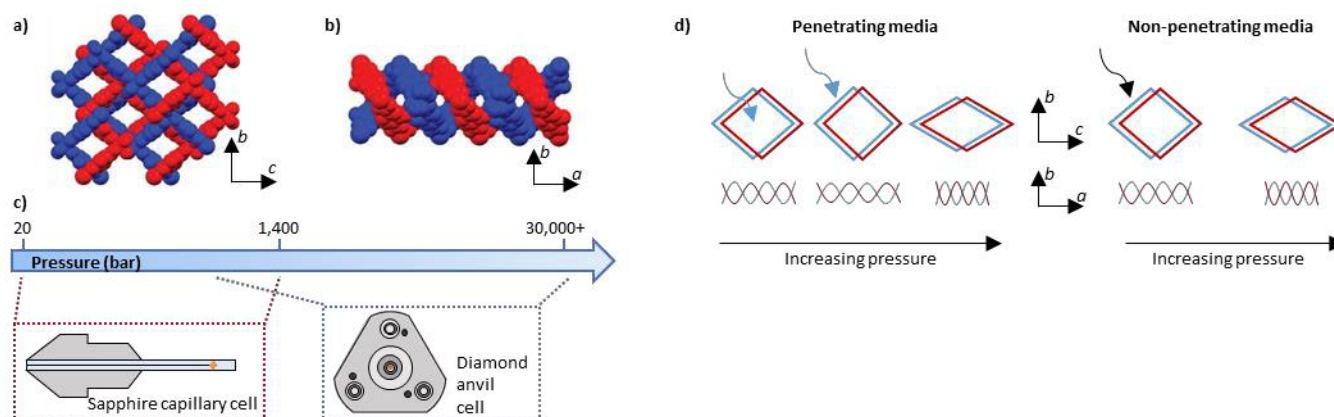 a)
b)
b
c
b
a
c)
20
1,400
30,000+
Pressure (bar)
Sapphire capillary cell
Diamond
anvil
cell
d)
Penetrating media
Non-penetrating media
b
c
b
a
Increasing pressure
Increasing pressure